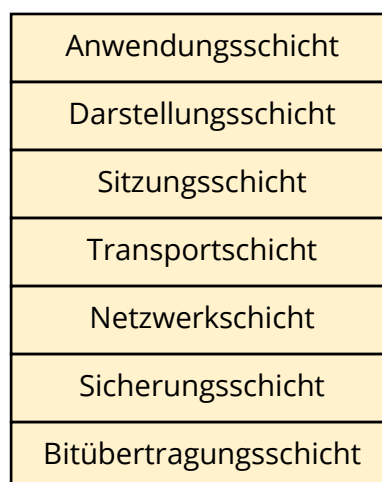 Anwendungsschicht
Darstellungsschicht
Sitzungsschicht
Transportschicht
Netzwerkschicht
Sicherungsschicht
Bitübertragungsschicht